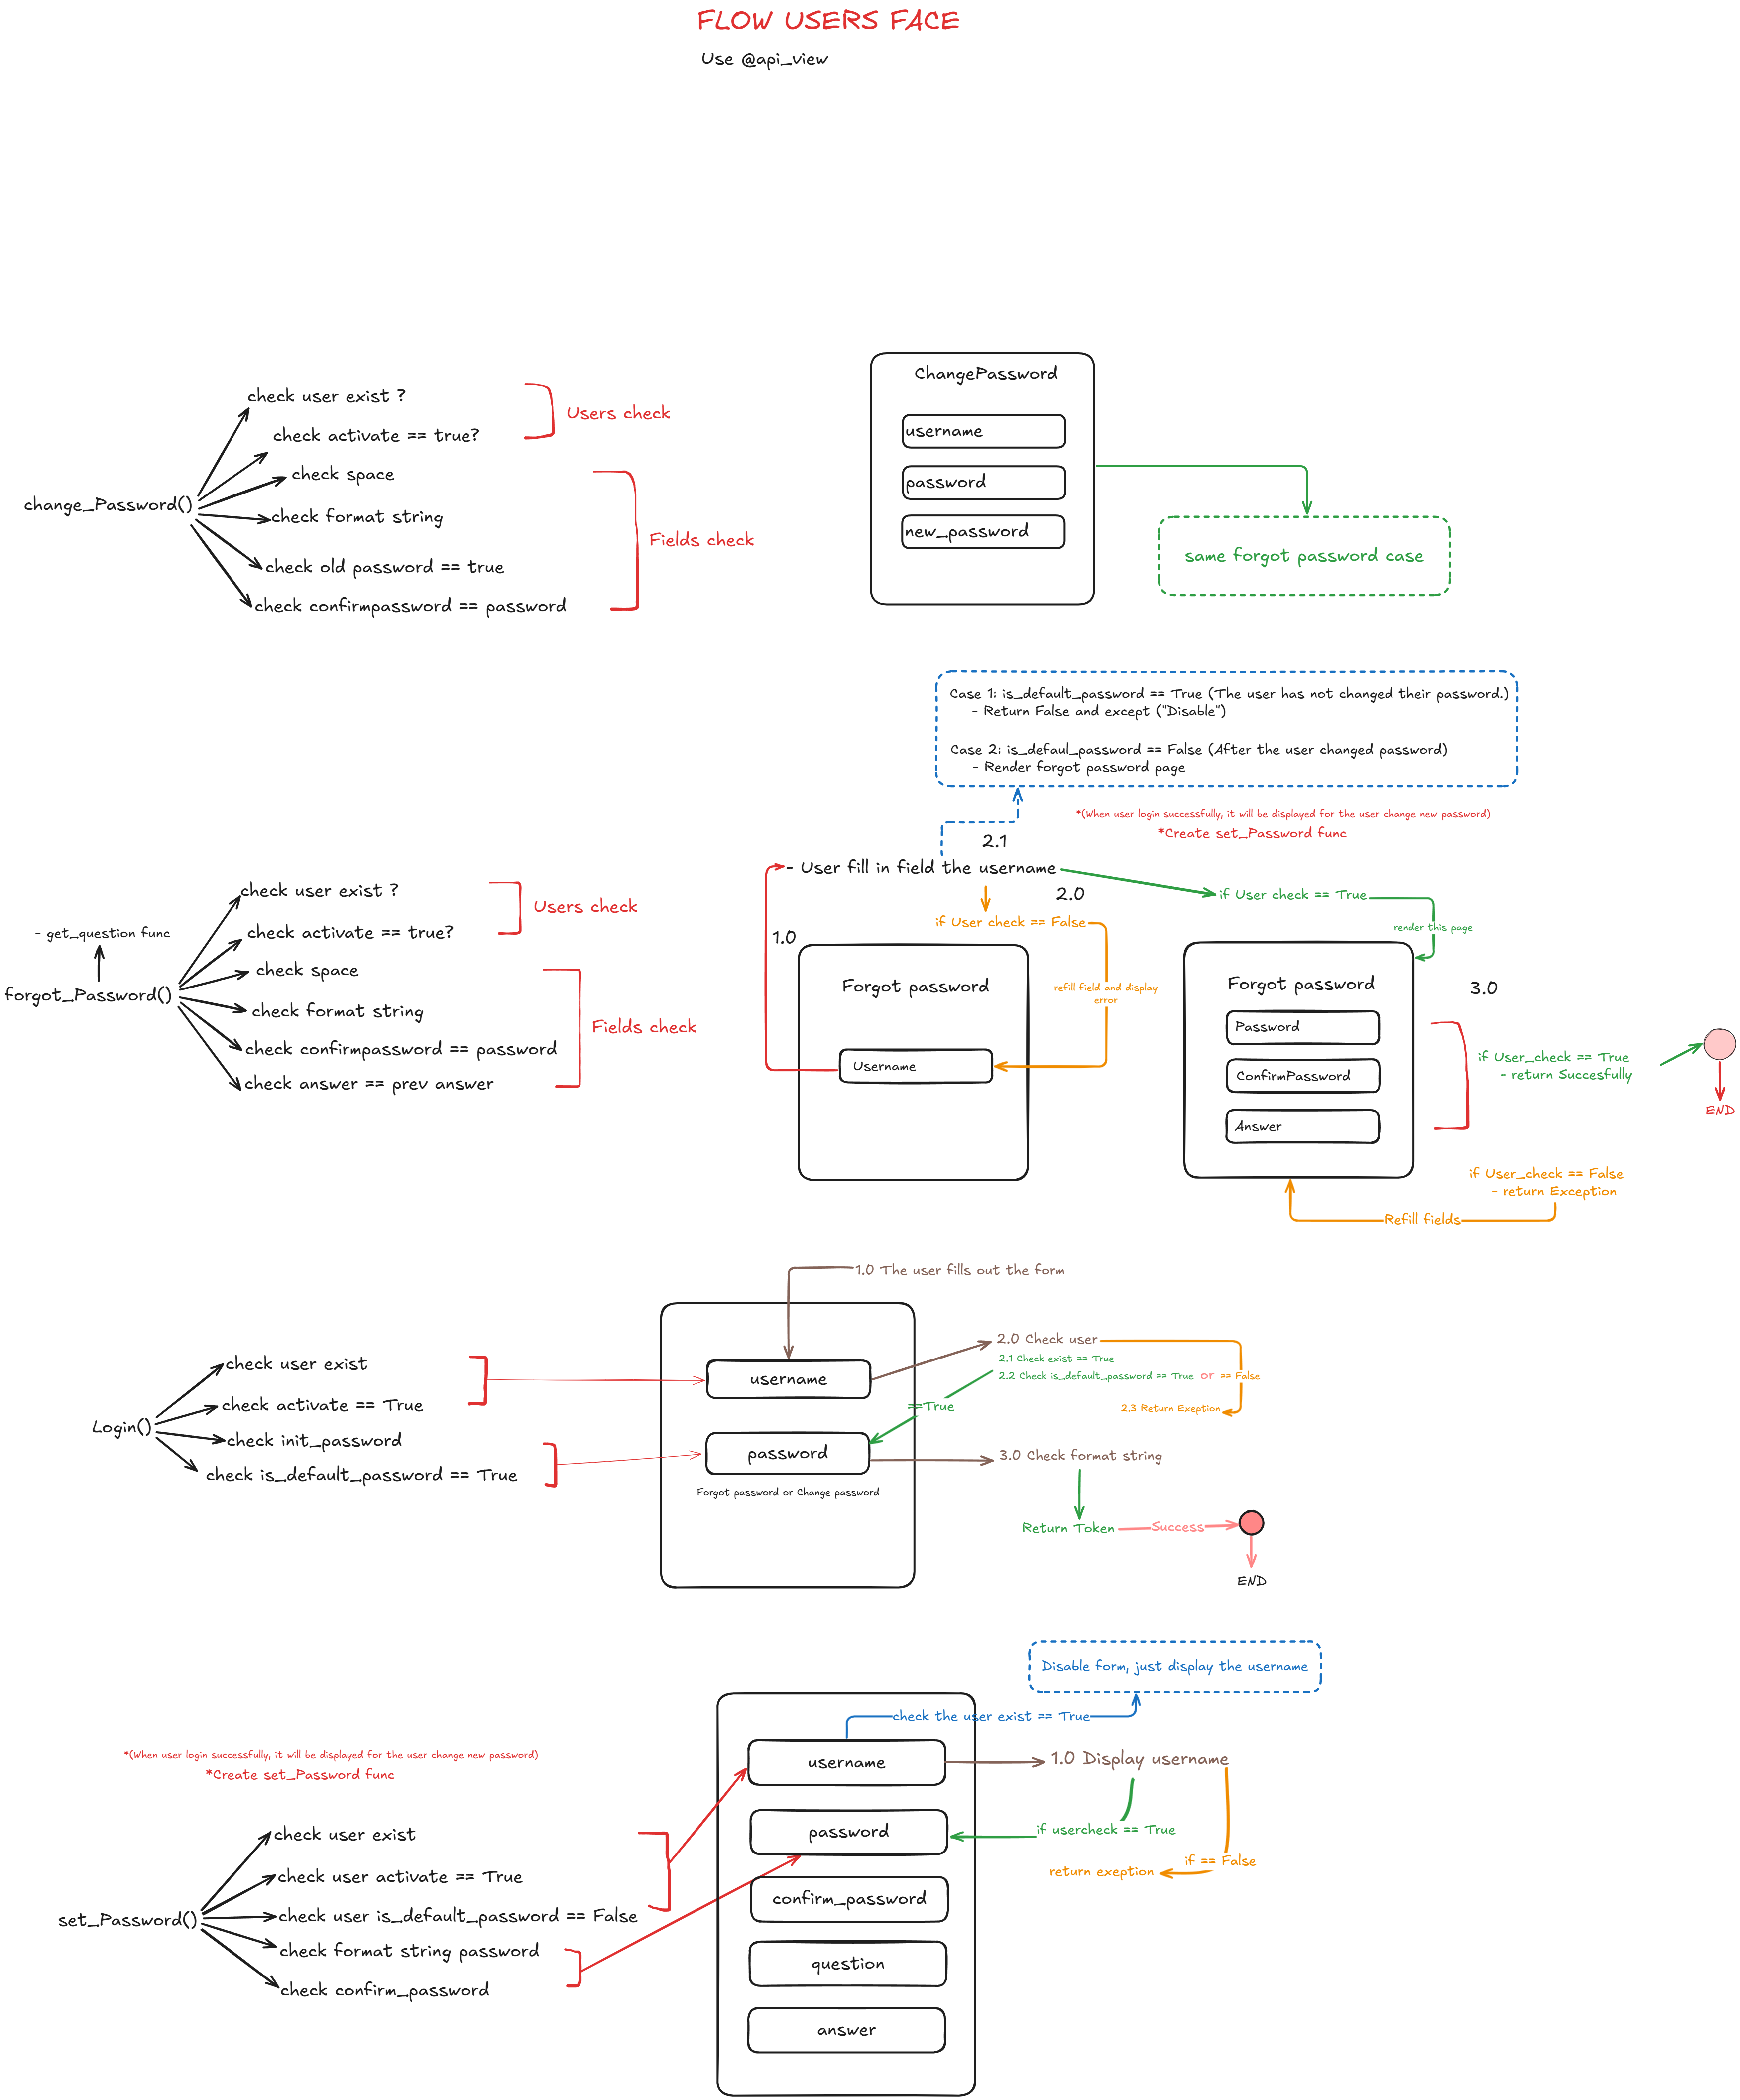 FLOW USERS FACE
Use @api_view
check user exist ?
check activate == true?
check space
check format string
check old password == true
check confirmpassword == password
change_Password()
Users check
Fields check
ChangePassword
username
password
new_password
same forgot password case
Case 1: is_default_password == True (The user has not changed their password.)
- Return False and except ("Disable")
Case 2: is_defaul_password == False (After the user changed password)
- Render forgot password page
*(When user login successfully, it will be displayed for the user change new password)
*Create set_Password func
2.1
- User fill in field the username
2.0
if User check == True
if User check == False
render this page
1.0
check user exist ?
check activate == true?
check space
check format string
check confirmpassword == password
check answer == prev answer
- get_question func
forgot_Password()
Users check
Fields check
Forgot password
Username
refill field and display
error
Forgot password
Password
ConfirmPassword
Answer
3.0
if User_check == True
- return Succesfully
END
if User_check == False
- return Exception
Refill fields
1.0 The user fills out the form
check user exist
check activate == True
check init_password
check is_default_password == True
Login()
username
password
Forgot password or Change password
2.0 Check user
2.1 Check exist == True
2.2 Check is_default_password == True or == False
==True
2.3 Return Exeption
3.0 Check format string
Return Token
Success
END
Disable form, just display the username
check the user exist == True
*(When user login successfully, it will be displayed for the user change new password)
*Create set_Password func
check user exist
check user activate == True
check user is_default_password == False
check format string password
check confirm_password
set_Password()
username
password
confirm_password
question
answer
1.0 Display username
if usercheck == True
if == False
return exeption